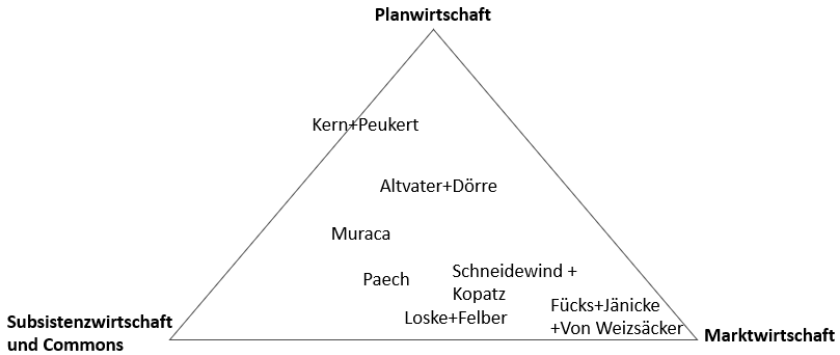 Planwirtschaft
Kern+Peukert
Altvater+Dörre
Muraca
Paech
Schneidewind +
Kopatz
Loske+Felber
Fücks+Jänicke
+Von Weizsäcker
Subsistenzwirtschaft
und Commons
Marktwirtschaft